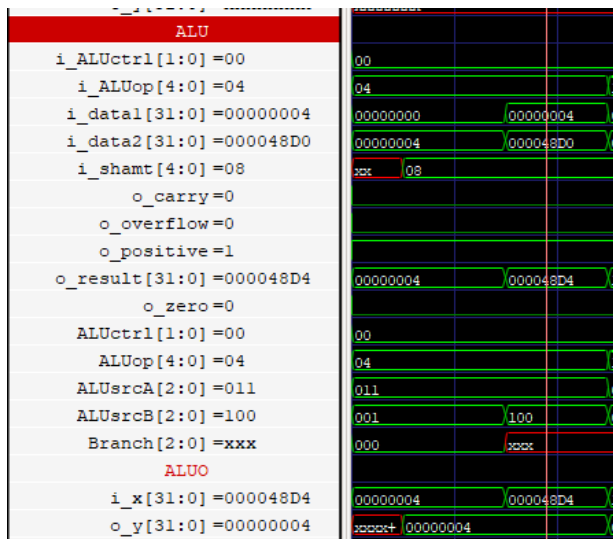 ALU
i_ALUctrl[1:0]=00 00
i_ALUop[4:0]=04 04
i_data1[31:0]=00000004 00000000 00000004
i_data2[31:0]=000048D0 00000004 000048D0
i_shamt[4:0]=08 xx 08
o_carry=0
o_overflow=0
o_positive=1
o_result[31:0]=000048D4 00000004 000048D4
o_zero=0
ALUctrl[1:0]=00 00
ALUop[4:0]=04 04
ALUsrcA[2:0]=011 011
ALUsrcB[2:0]=100 001 100
Branch[2:0]=xxx 000 xxx
ALUO
i_x[31:0]=000048D4 00000004 000048D4
o_y[31:0]=00000004 xxxx+ 00000004